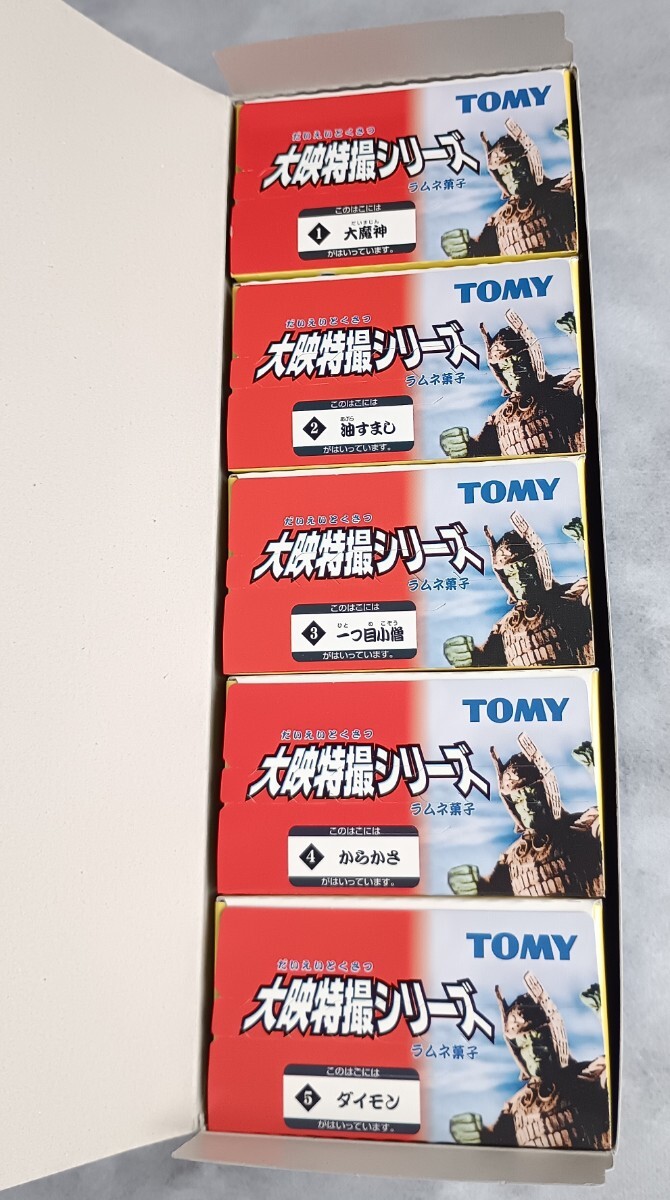 TOMY
だいえいとくさつ
大映特撮シリーズ
ラムネ菓子
このはこには
だいまじん
1 大魔神
がはいっています。
TOMY
だいえいとくさつ
大映特撮シリーズ
ラムネ菓子
このはこには
あぶら
2 油すまし
がはいっています。
TOMY
だいえいとくさつ
大映特撮シリーズ
ラムネ菓子
このはこには
ひと め こぞう
3 一つ目小僧
がはいっています。
TOMY
だいえいとくさつ
大映特撮シリーズ
ラムネ菓子
このはこには
4 からかさ
がはいっています。
TOMY
だいえいとくさつ
大映特撮シリーズ
ラムネ菓子
このはこには
5 ダイモン
がはいっています。